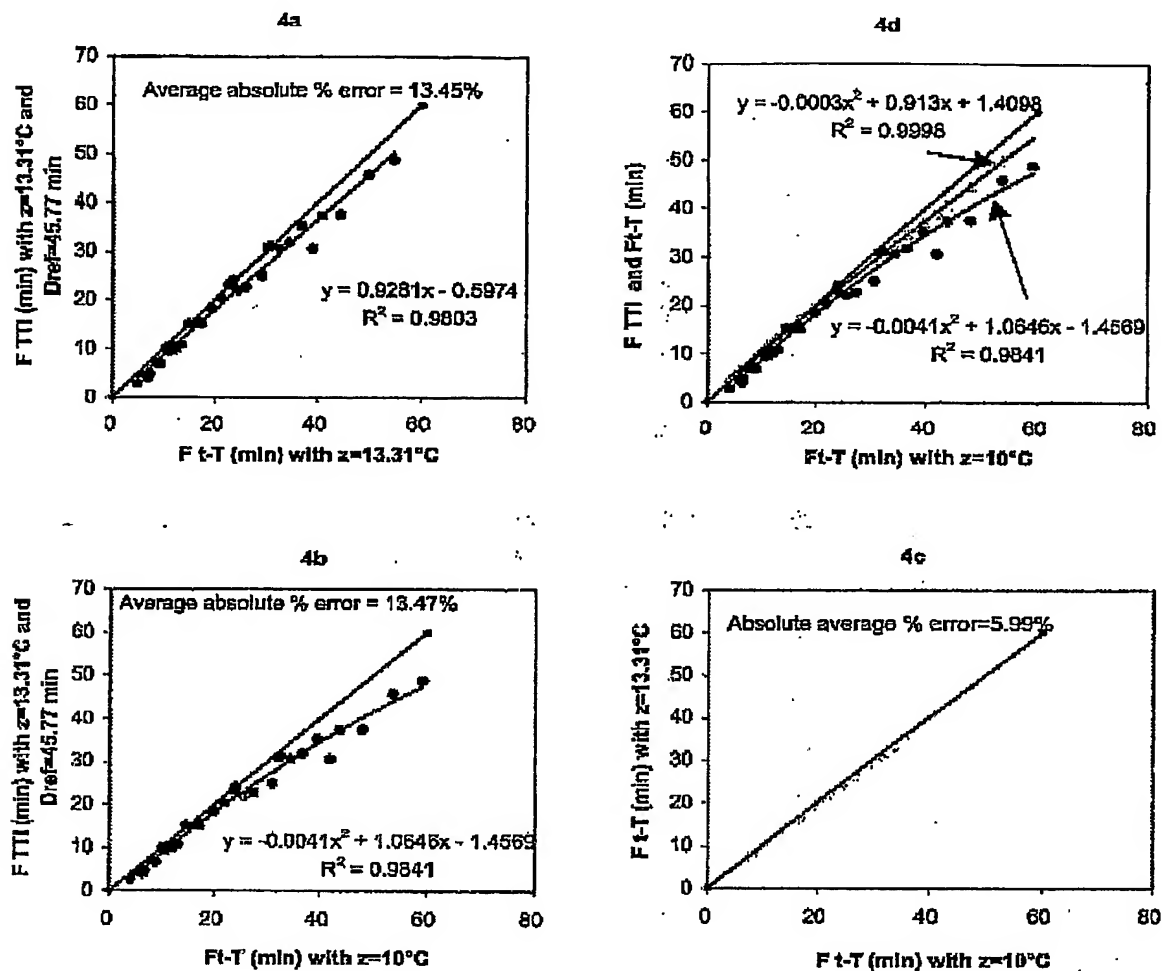 4a
70
60
50
40
30
20
10
0
F TTI (min) with z=13.31°C and
Dref=45.77 min
Average absolute % error = 13.45%
y = 0.9281x - 0.5974
R² = 0.9803
0 20 40 60 80
F t-T (min) with z=13.31°C
4d
70
60
50
40
30
20
10
0
F TTI and Ft-T (min)
y = -0.0003x² + 0.913x + 1.4098
R² = 0.9998
y = -0.0041x² + 1.0646x - 1.4569
R² = 0.9841
0 20 40 60 80
Ft-T (min) with z=10°C
4b
70
60
50
40
30
20
10
0
F TTI (min) with z=13.31°C and
Dref=45.77 min
Average absolute % error = 13.47%
y = -0.0041x² + 1.0646x - 1.4569
R² = 0.9841
0 20 40 60 80
Ft-T (min) with z=10°C
4c
70
60
50
40
30
20
10
0
F t-T (min) with z=13.31°C
Absolute average % error=5.99%
0 20 40 60 80
F t-T (min) with z=10°C